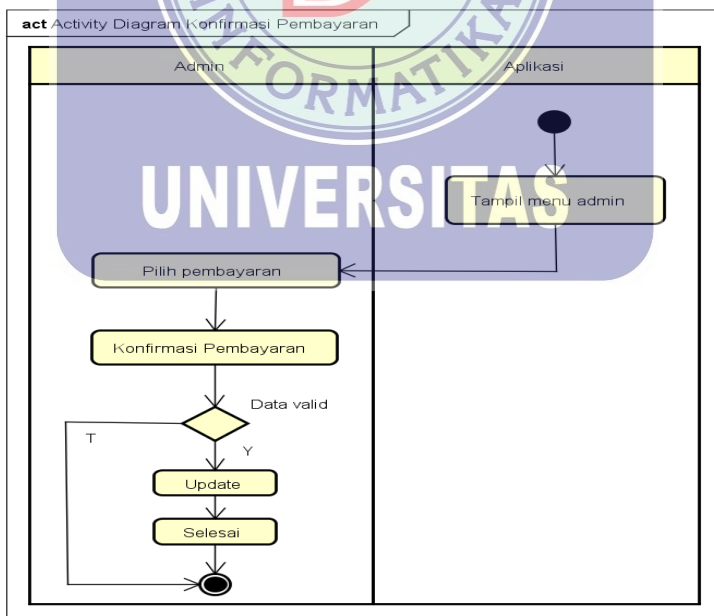 act Activity Diagram Konfirmasi Pembayaran
INFORMATIKA
Admin
Aplikasi
UNIVERSITAS
Tampil menu admin
Pilih pembayaran
Konfirmasi Pembayaran
Data valid
T
Y
Update
Selesai